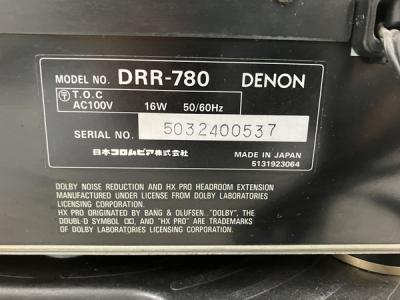 MODEL NO. DRR-780 DENON
T.O.C
AC100V 16W 50/60Hz
SERIAL NO. 5032400537
日本コロムビア株式会社 MADE IN JAPAN
5131923064
DOLBY NOISE REDUCTION AND HX PRO HEADROOM EXTENSION
MANUFACTURED UNDER LICENSE FROM DOLBY LABORATORIES
LICENSING CORPORATION.
HX PRO ORIGINATED BY BANG & OLUFSEN. "DOLBY", THE
DOUBL-D SYMBOL DD, AND "HX PRO" ARE TRADEMARKS
OF DOLBY LABORATORIES LICENSING CORPORATION.